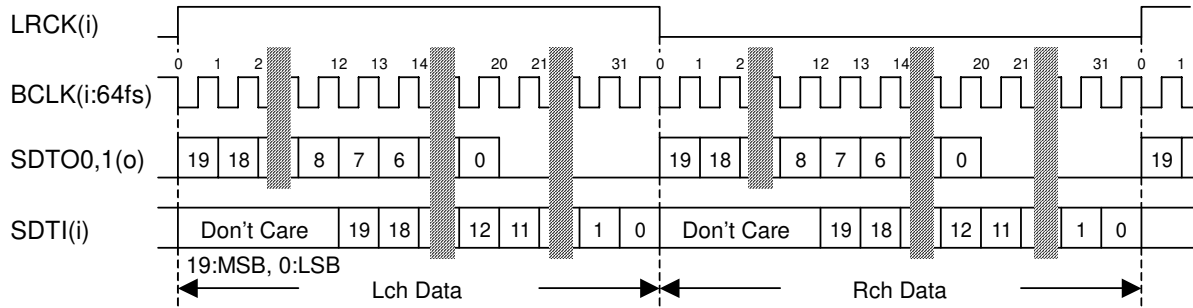 LRCK(i)
0 1 2 12 13 14 20 21 31 0 1 2 12 13 14 20 21 31 0 1
BCLK(i:64fs)
SDTO0,1(o) 19 18 8 7 6 0 19 18 8 7 6 0 19
SDTI(i) Don't Care 19 18 12 11 1 0 Don't Care 19 18 12 11 1 0
19:MSB, 0:LSB
Lch Data Rch Data